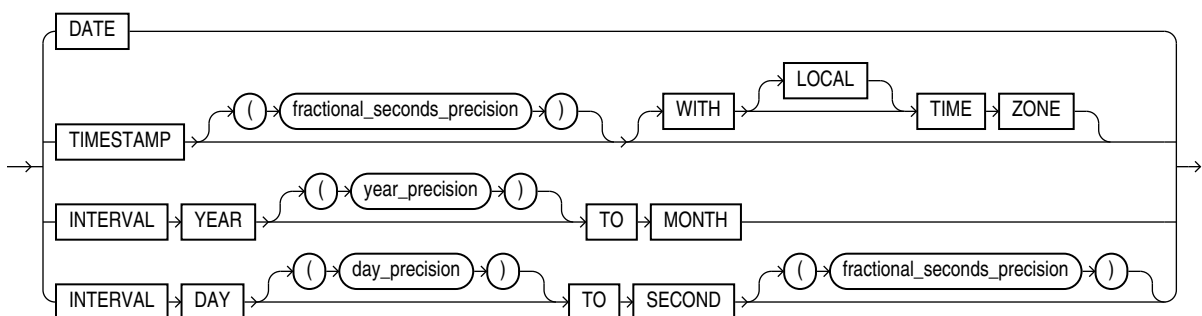 DATE
TIMESTAMP ( fractional_seconds_precision ) WITH LOCAL TIME ZONE
INTERVAL YEAR ( year_precision ) TO MONTH
INTERVAL DAY ( day_precision ) TO SECOND ( fractional_seconds_precision )